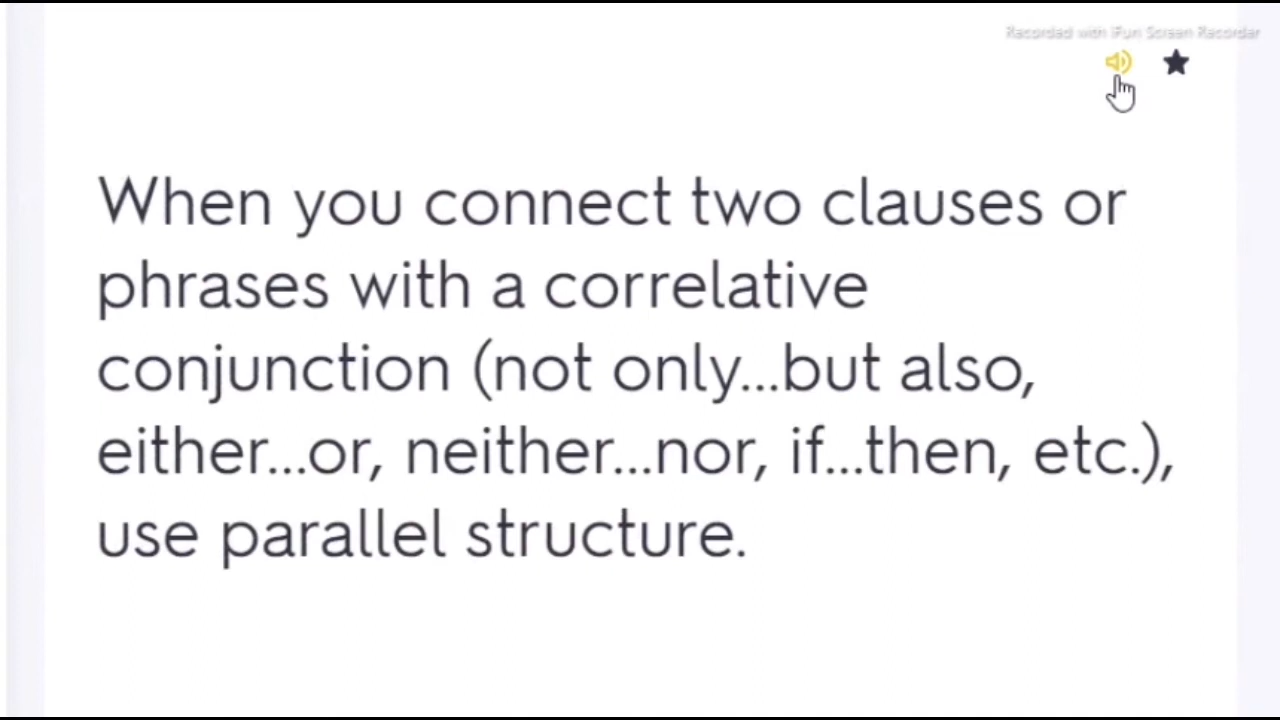 Recorded with iFun Screen Recorder
When you connect two clauses or
phrases with a correlative
conjunction (not only...but also,
either...or, neither...nor, if...then, etc.),
use parallel structure.